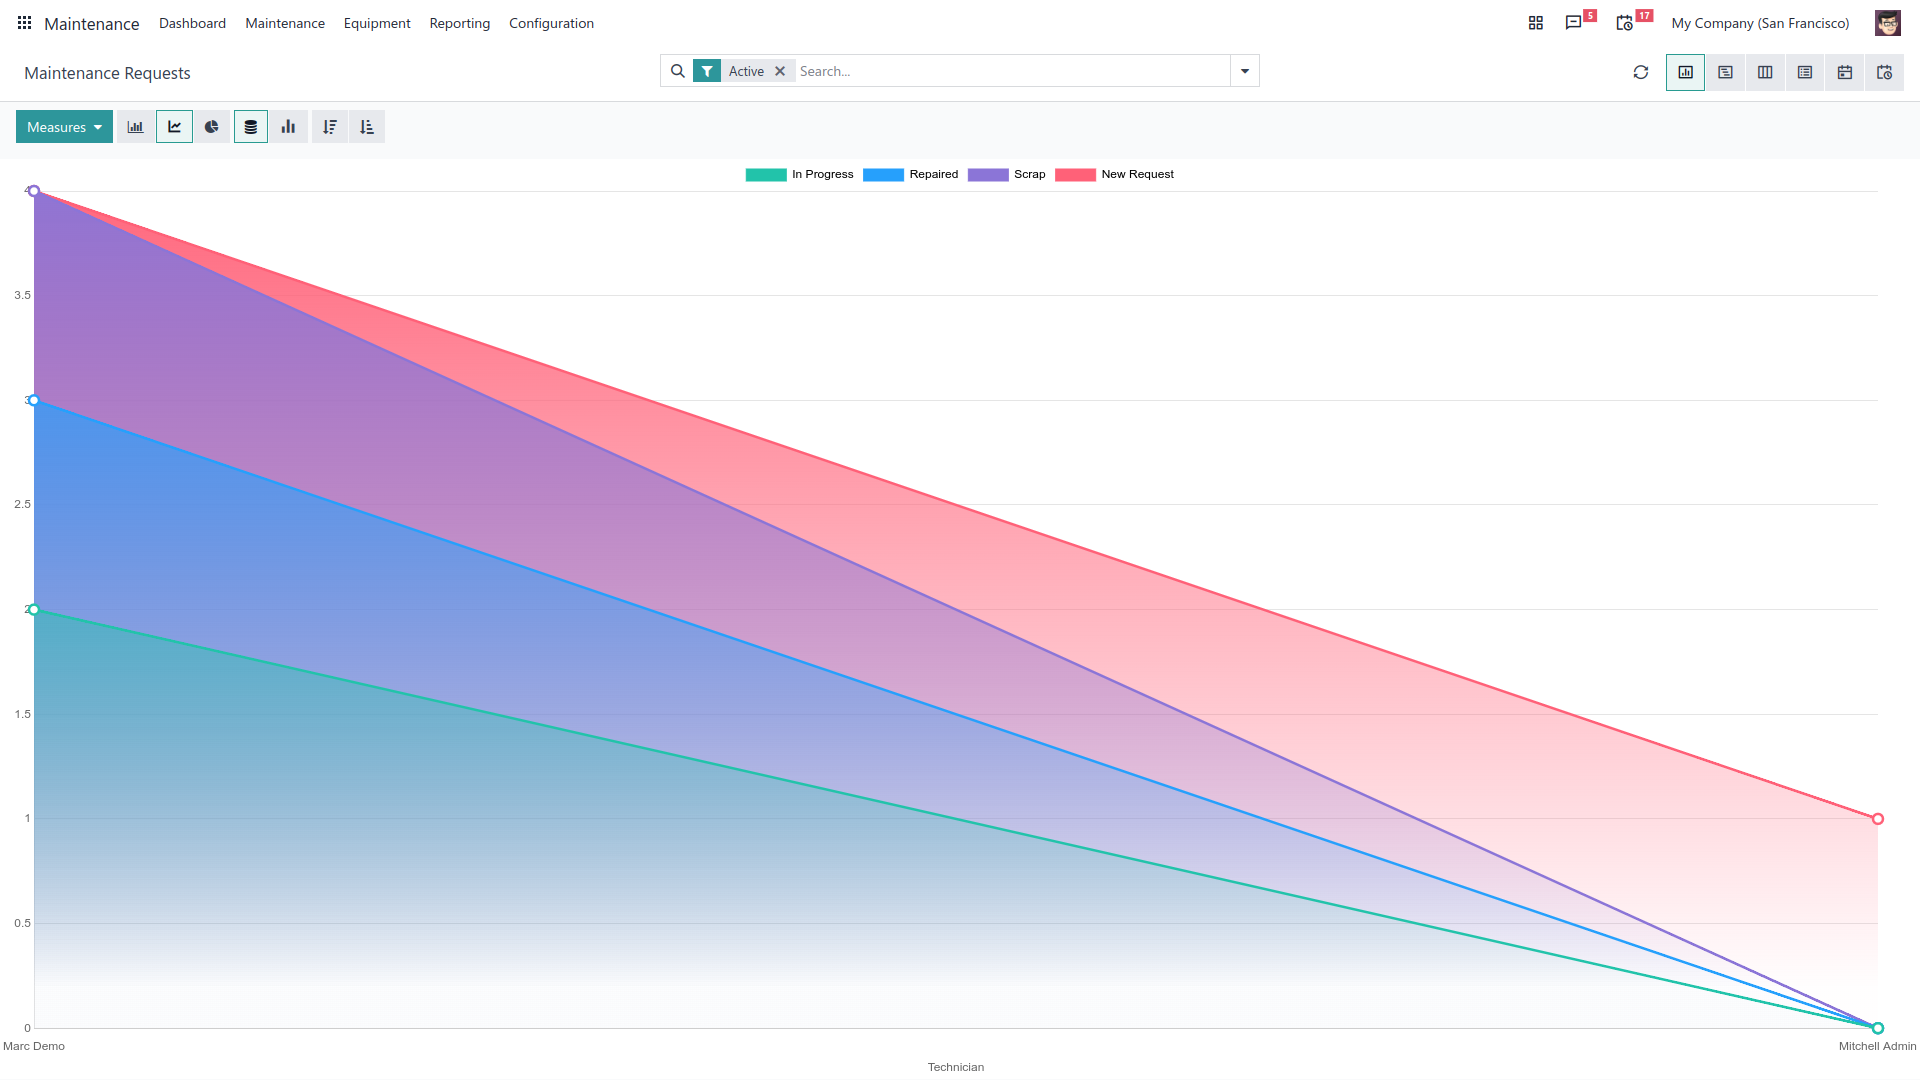 Maintenance Dashboard Maintenance Equipment Reporting Configuration 5 17 My Company (San Francisco)
Maintenance Requests Active Search...
Measures
In Progress Repaired Scrap New Request
4
3.5
3
2.5
2
1.5
1
0.5
0
Marc Demo Mitchell Admin
Technician